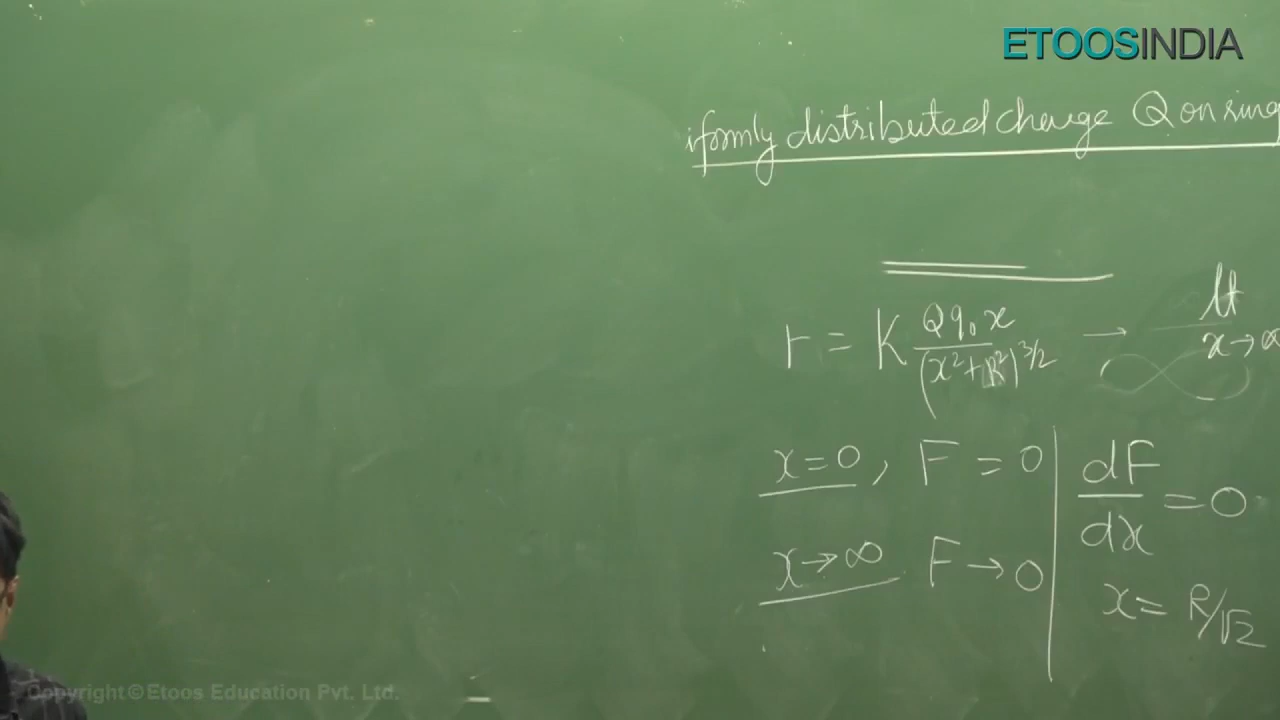 ETOOSINDIA
iformly distributed charge Q on ring
F = K Qq₀x / (x²+R²)^3/2 → lt x→∞
x=0, F=0
dF/dx = 0
x→∞ F→0
x= R/√2
Copyright©Etoos Education Pvt. Ltd.